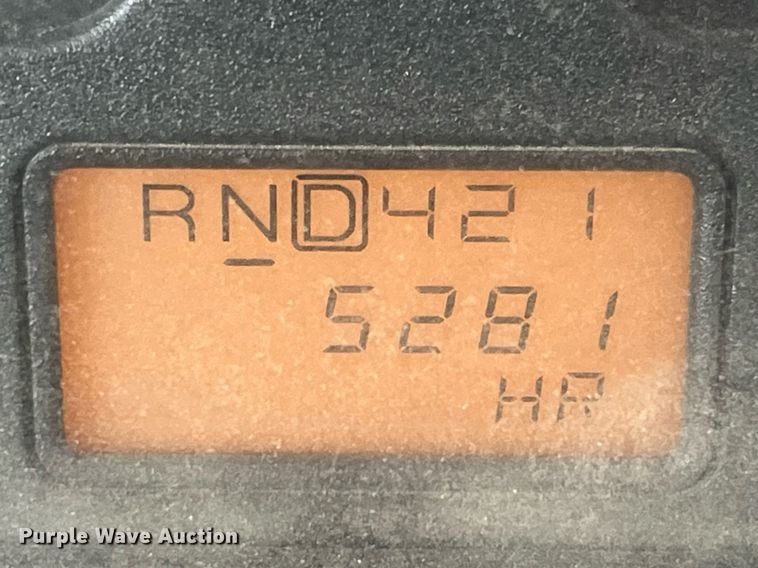 RND421
5281
HR
Purple Wave Auction